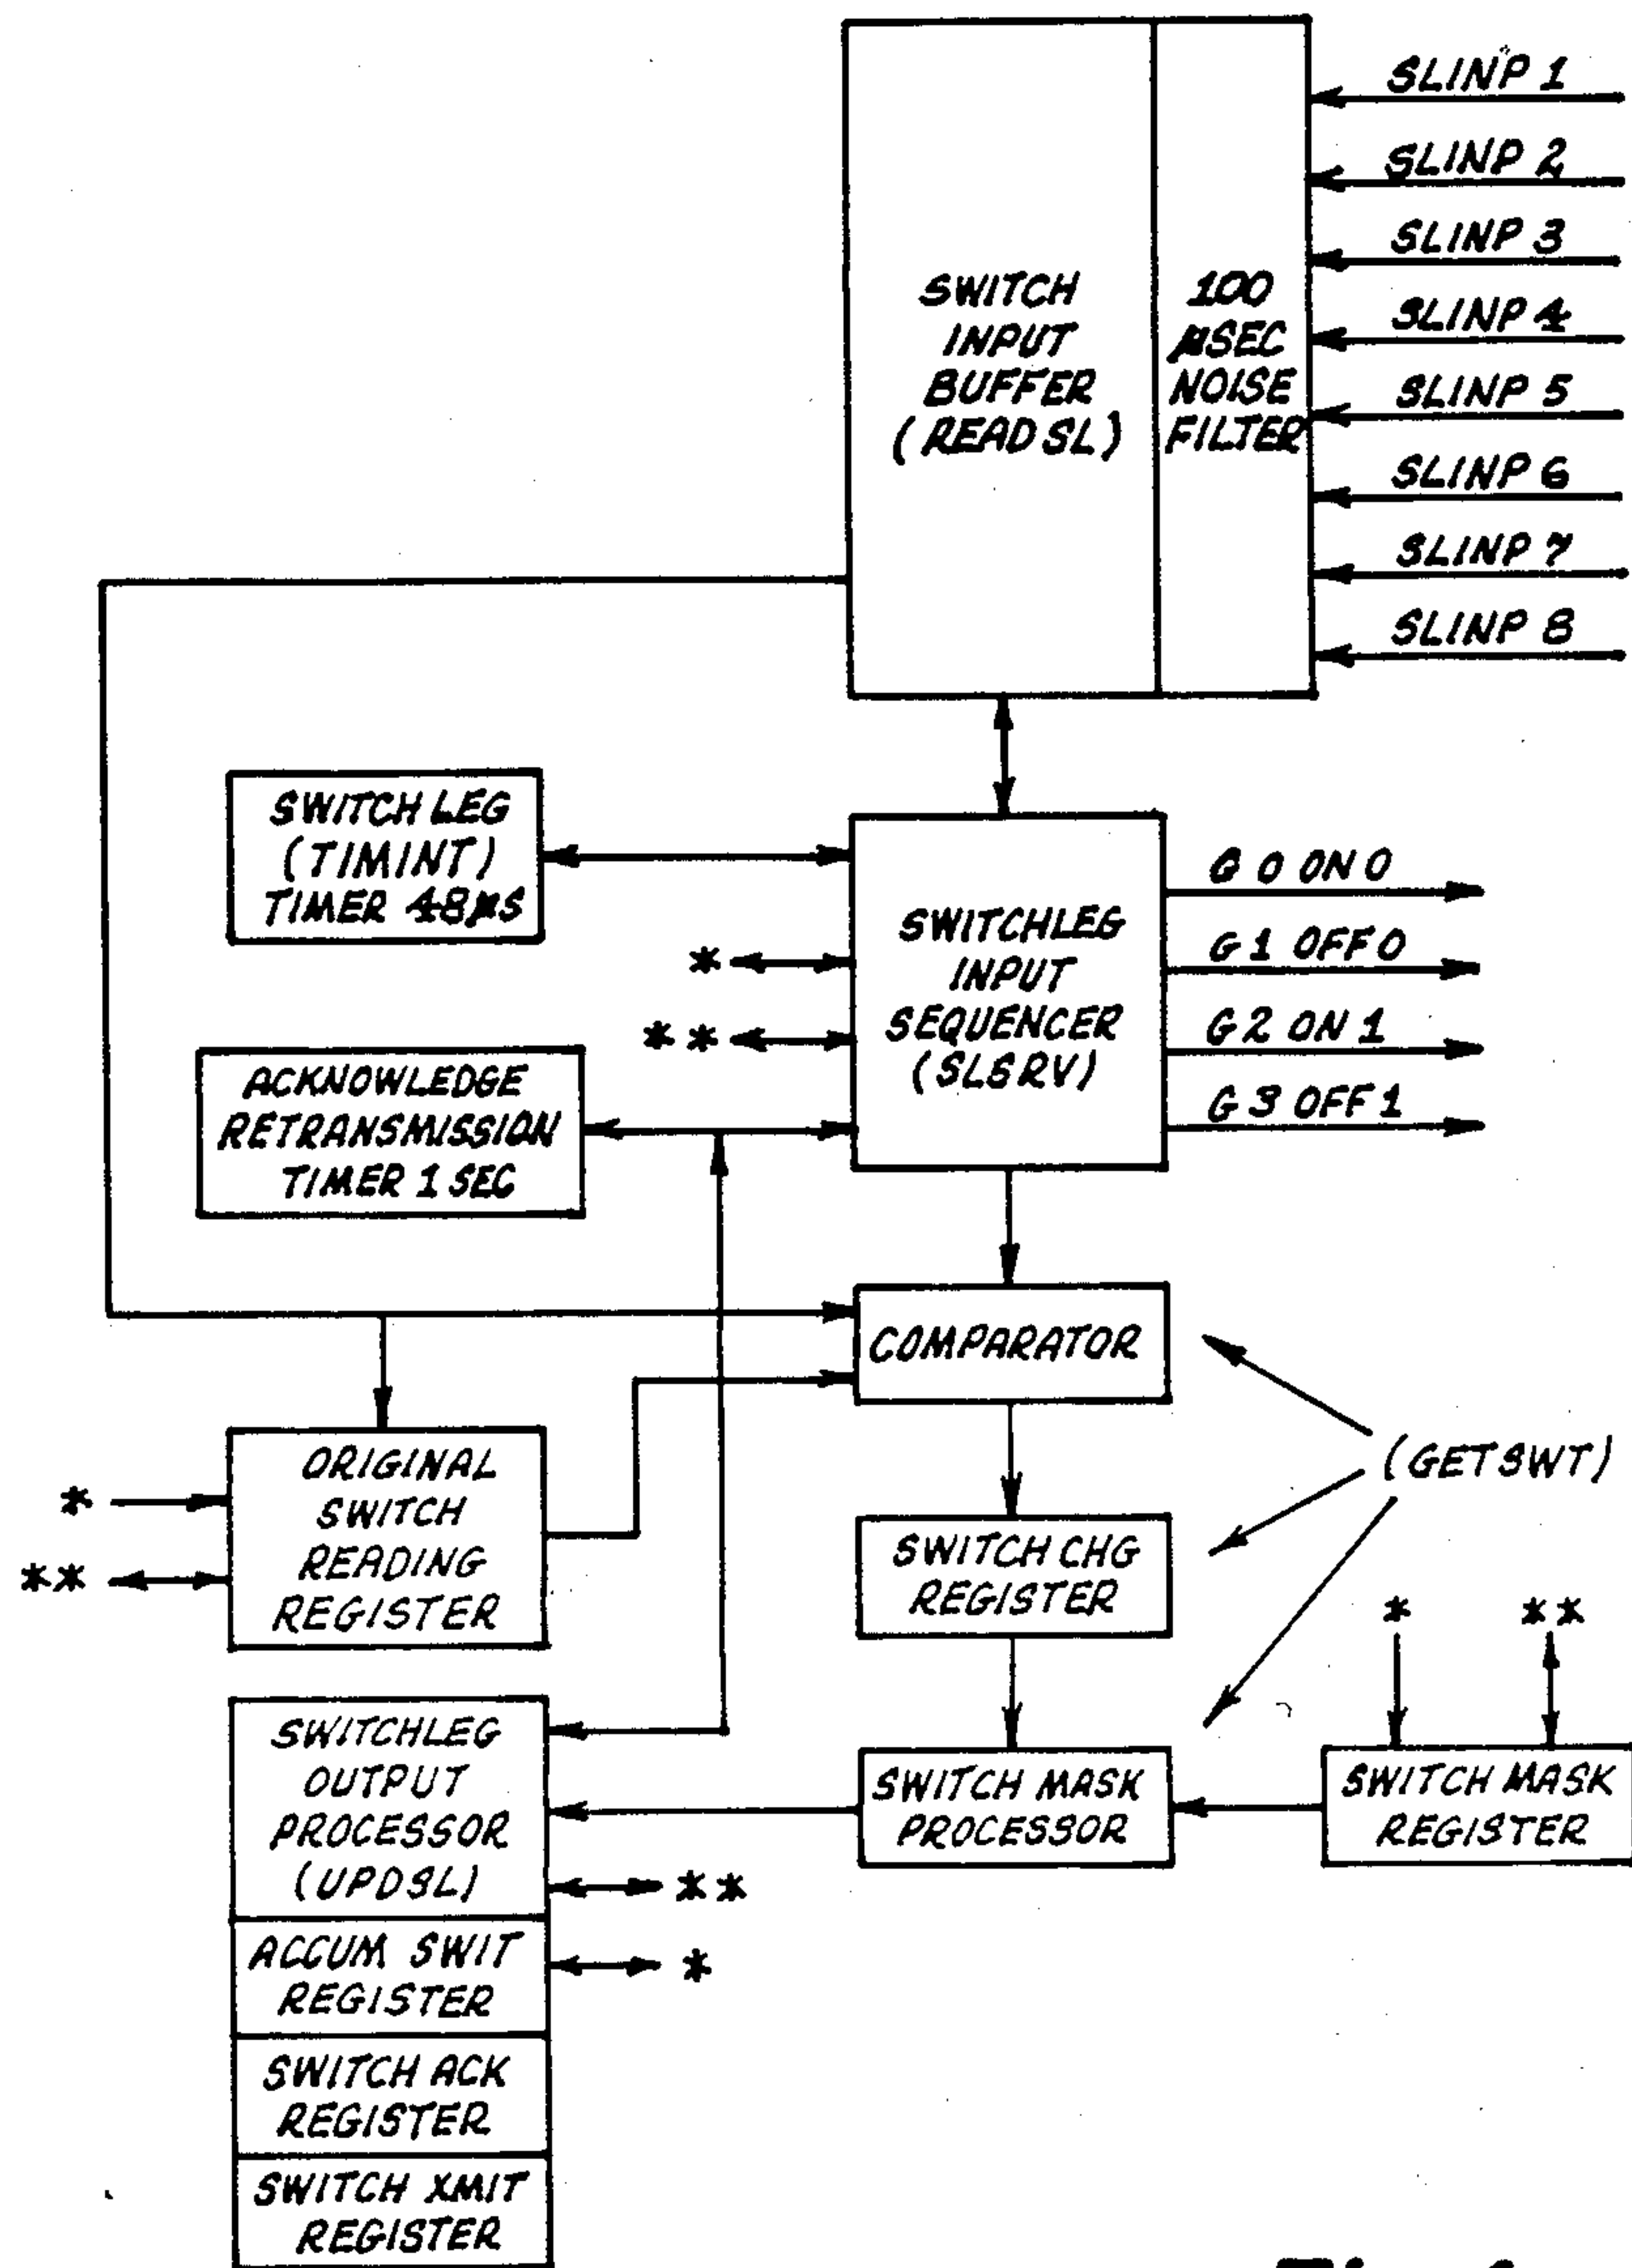 SLINP 1
SLINP 2
SLINP 3
SLINP 4
SLINP 5
SLINP 6
SLINP 7
SLINP 8
SWITCH
INPUT
BUFFER
(READ SL)
100
µSEC
NOISE
FILTER
SWITCH LEG
(TIMINT)
TIMER 48µS
*
**
SWITCHLEG
INPUT
SEQUENCER
(SLSRV)
G 0 ON 0
G 1 OFF 0
G 2 ON 1
G 3 OFF 1
ACKNOWLEDGE
RETRANSMISSION
TIMER 1 SEC
COMPARATOR
(GETSWT)
*
**
ORIGINAL
SWITCH
READING
REGISTER
SWITCH CHG
REGISTER
*
**
SWITCHLEG
OUTPUT
PROCESSOR
(UPDSL)
**
SWITCH MASK
PROCESSOR
SWITCH MASK
REGISTER
ACCUM SWIT
REGISTER
*
SWITCH ACK
REGISTER
SWITCH XMIT
REGISTER